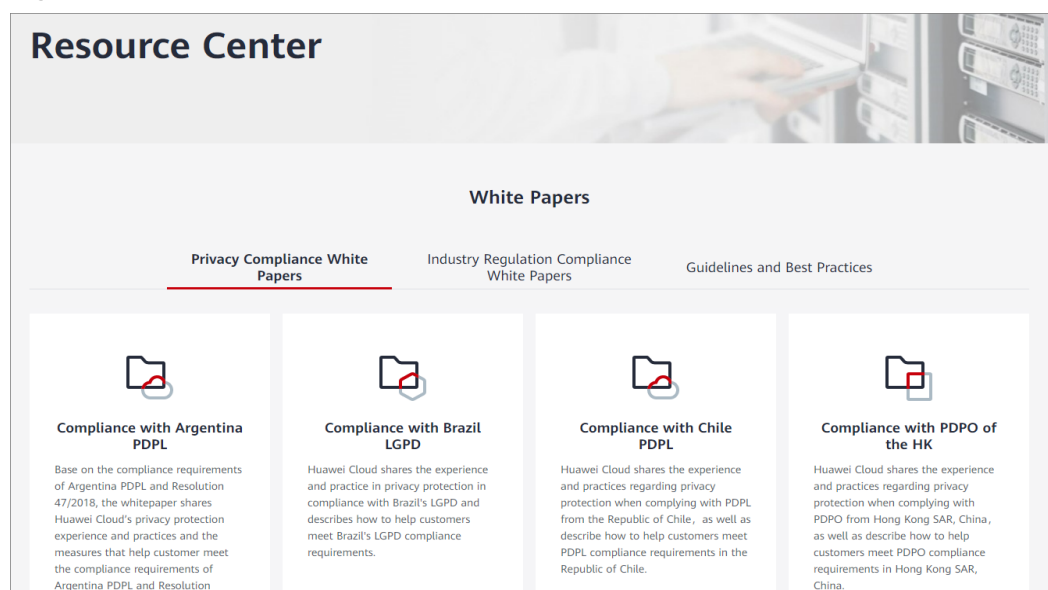 Resource Center
White Papers
Privacy Compliance White
Papers
Industry Regulation Compliance
White Papers
Guidelines and Best Practices
Compliance with Argentina
PDPL
Base on the compliance requirements
of Argentina PDPL and Resolution
47/2018, the whitepaper shares
Huawei Cloud's privacy protection
experience and practices and the
measures that help customer meet
the compliance requirements of
Argentina PDPL and Resolution
Compliance with Brazil
LGPD
Huawei Cloud shares the experience
and practice in privacy protection in
compliance with Brazil's LGPD and
describes how to help customers
meet Brazil's LGPD compliance
requirements.
Compliance with Chile
PDPL
Huawei Cloud shares the experience
and practices regarding privacy
protection when complying with PDPL
from the Republic of Chile，as well as
describe how to help customers meet
PDPL compliance requirements in the
Republic of Chile.
Compliance with PDPO of
the HK
Huawei Cloud shares the experience
and practices regarding privacy
protection when complying with
PDPO from Hong Kong SAR, China，
as well as describe how to help
customers meet PDPO compliance
requirements in Hong Kong SAR,
China.